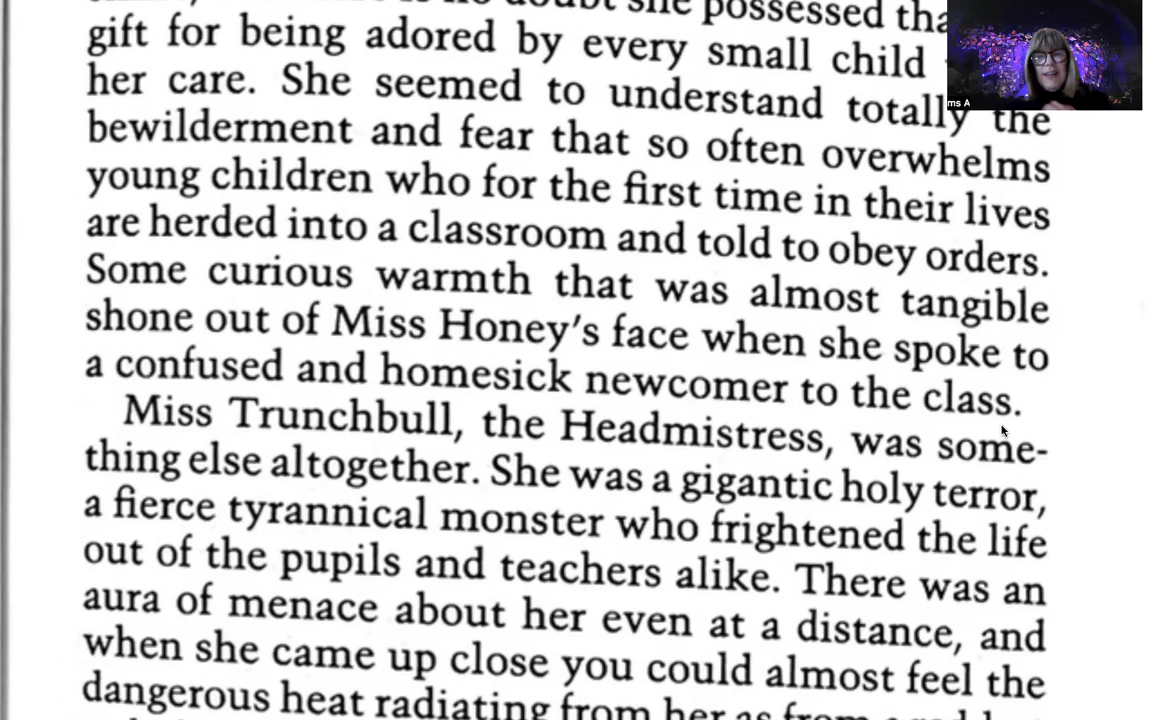 doubt she possessed
gift for being adored by every small child
her care. She seemed to understand totally the
bewilderment and fear that so often overwhelms
young children who for the first time in their lives
are herded into a classroom and told to obey orders.
Some curious warmth that was almost tangible
shone out of Miss Honey's face when she spoke to
a confused and homesick newcomer to the class.
Miss Trunchbull, the Headmistress, was some-
thing else altogether. She was a gigantic holy terror,
a fierce tyrannical monster who frightened the life
out of the pupils and teachers alike. There was an
aura of menace about her even at a distance, and
when she came up close you could almost feel the
dangerous heat radiating from her as from
ms A